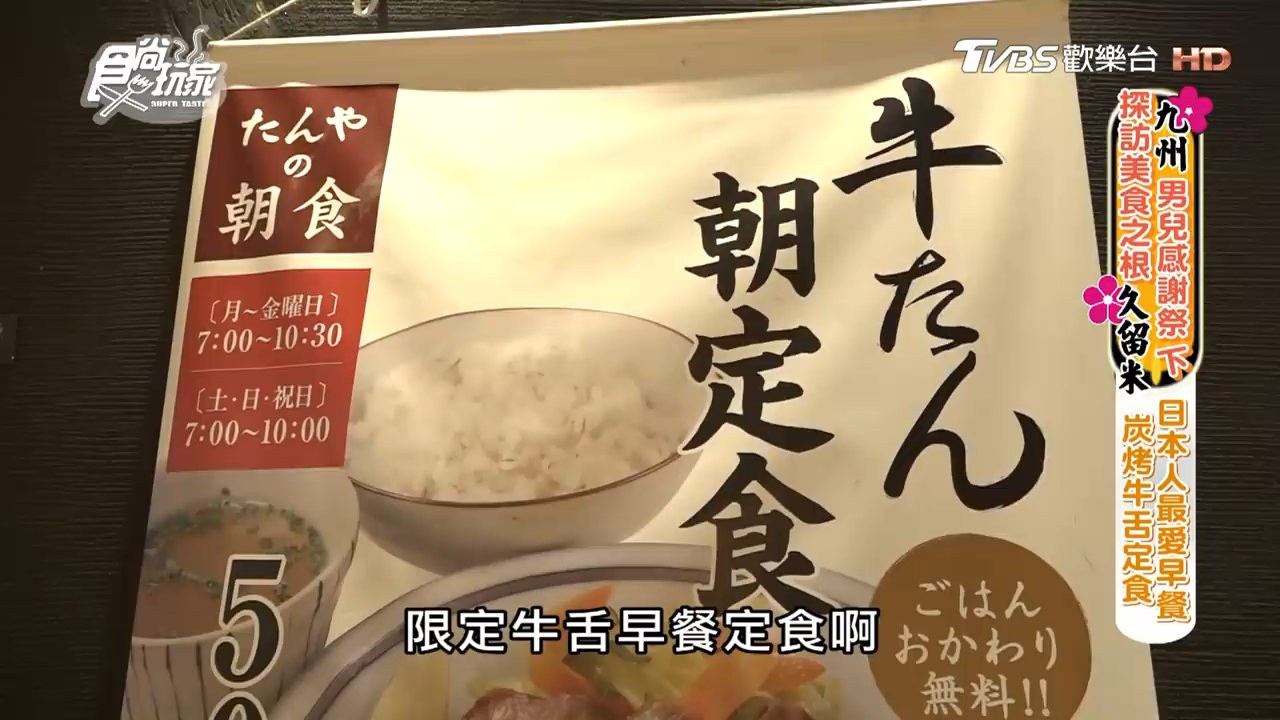 食尚玩家
SUPER TASTE
TVBS歡樂台 HD
たんや
の
朝食
〔月~金曜日〕
7:00~10:30
〔土・日・祝日〕
7:00~10:00
牛たん
朝定食
5
ごはん
おかわり
無料!!
九州 男兒感謝祭 下
探訪美食之根 久留米
日本人最愛早餐
炭烤牛舌定食
限定牛舌早餐定食啊